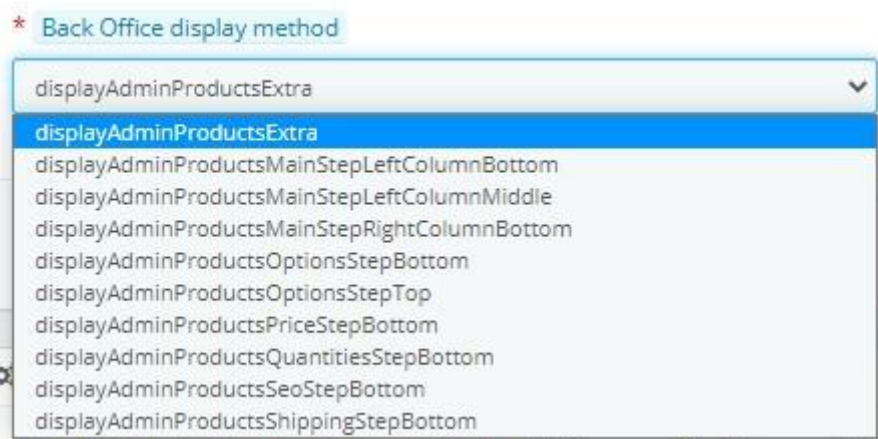 * Back Office display method
displayAdminProductsExtra
displayAdminProductsExtra
displayAdminProductsMainStepLeftColumnBottom
displayAdminProductsMainStepLeftColumnMiddle
displayAdminProductsMainStepRightColumnBottom
displayAdminProductsOptionsStepBottom
displayAdminProductsOptionsStepTop
displayAdminProductsPriceStepBottom
displayAdminProductsQuantitiesStepBottom
displayAdminProductsSeoStepBottom
displayAdminProductsShippingStepBottom